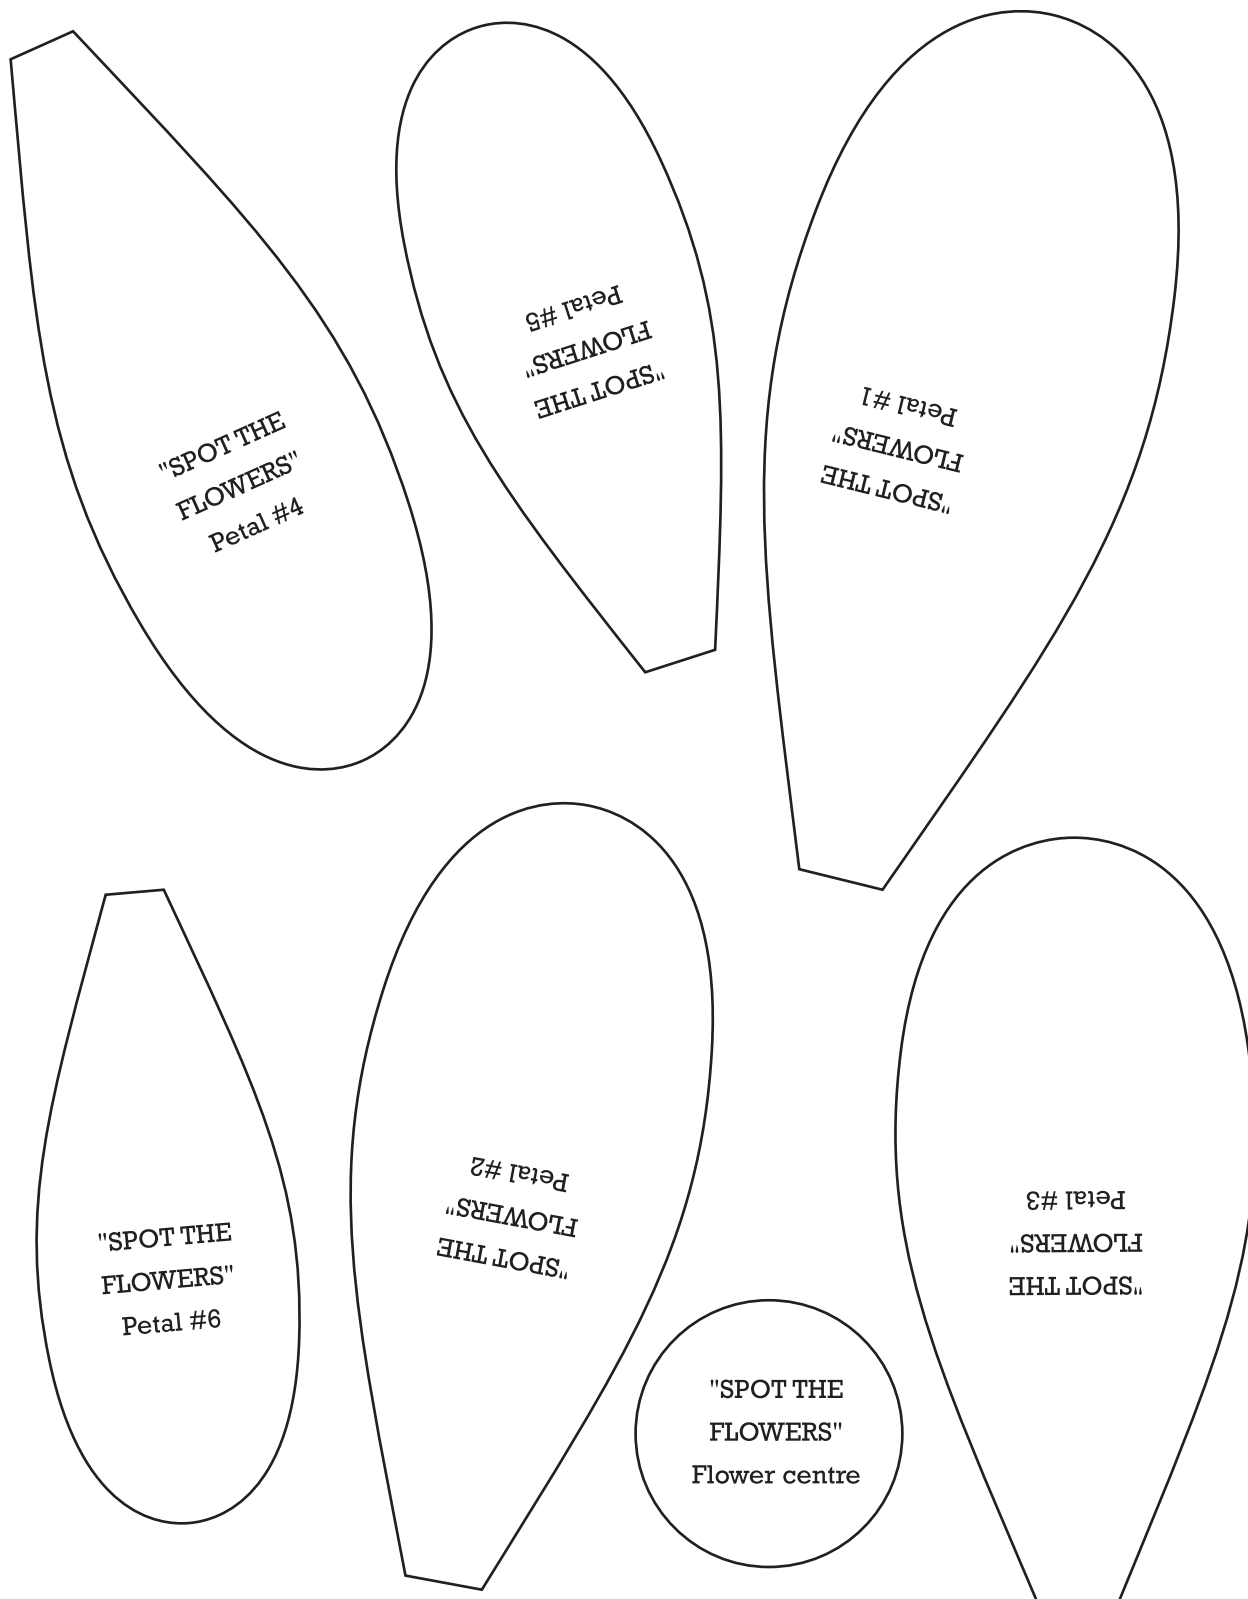 "SPOT THE
FLOWERS"
Petal #4
"SPOT THE
FLOWERS"
Petal #5
"SPOT THE
FLOWERS"
Petal #1
"SPOT THE
FLOWERS"
Petal #6
"SPOT THE
FLOWERS"
Petal #2
"SPOT THE
FLOWERS"
Flower centre
"SPOT THE
FLOWERS"
Petal #3